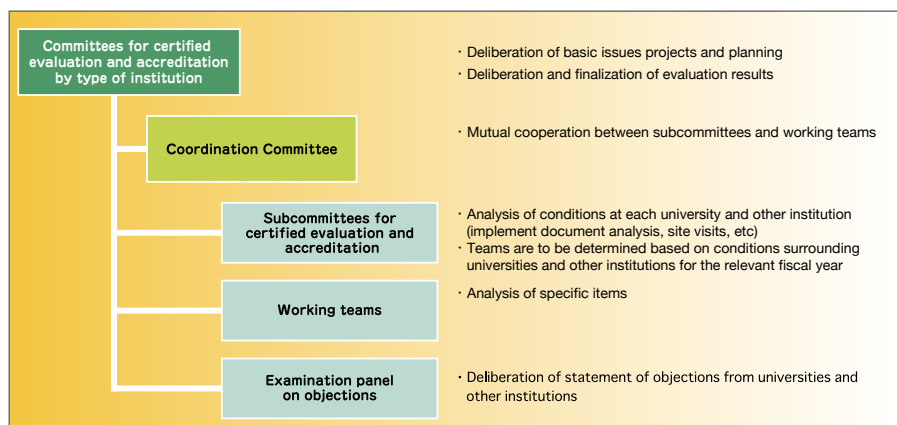 Committees for certified
evaluation and accreditation
by type of institution
· Deliberation of basic issues projects and planning
· Deliberation and finalization of evaluation results
Coordination Committee
· Mutual cooperation between subcommittees and working teams
Subcommittees for
certified evaluation and
accreditation
· Analysis of conditions at each university and other institution
(implement document analysis, site visits, etc)
· Teams are to be determined based on conditions surrounding
universities and other institutions for the relevant fiscal year
Working teams
· Analysis of specific items
Examination panel
on objections
· Deliberation of statement of objections from universities and
other institutions